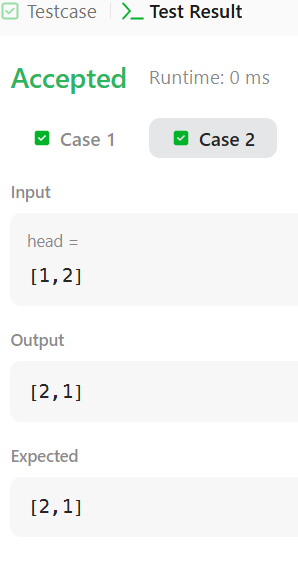 Testcase | Test Result
Accepted Runtime: 0 ms
Case 1 Case 2
Input
head =
[1,2]
Output
[2,1]
Expected
[2,1]